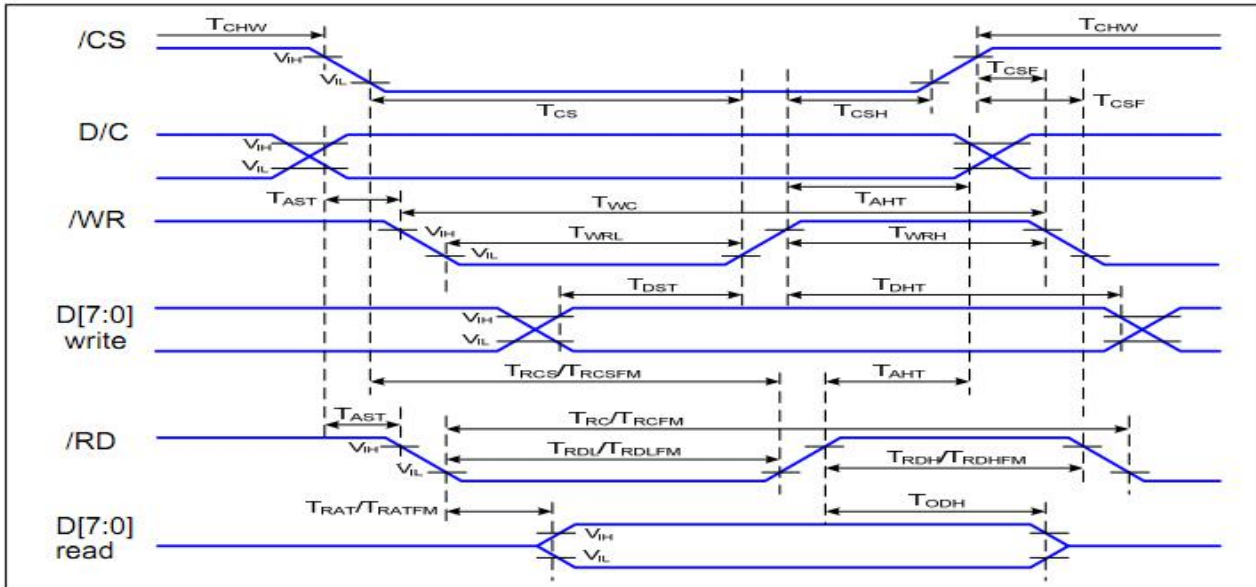 TCHW TCHW
/CS
VIH
VIL
TCSF
TCS TCSH TCSF
D/C
VIH
VIL
TAST TWC TAHT
/WR
VIH TWRL TWRH
VIL
TDST TDHT
D[7:0] VIH
write VIL
TRCS/TRCSFM TAHT
TAST TRC/TRCFM
/RD
VIH TRDL/TRDLFM TRDH/TRDHFM
VIL
TRAT/TRATFM TODH
D[7:0] VIH
read VIL